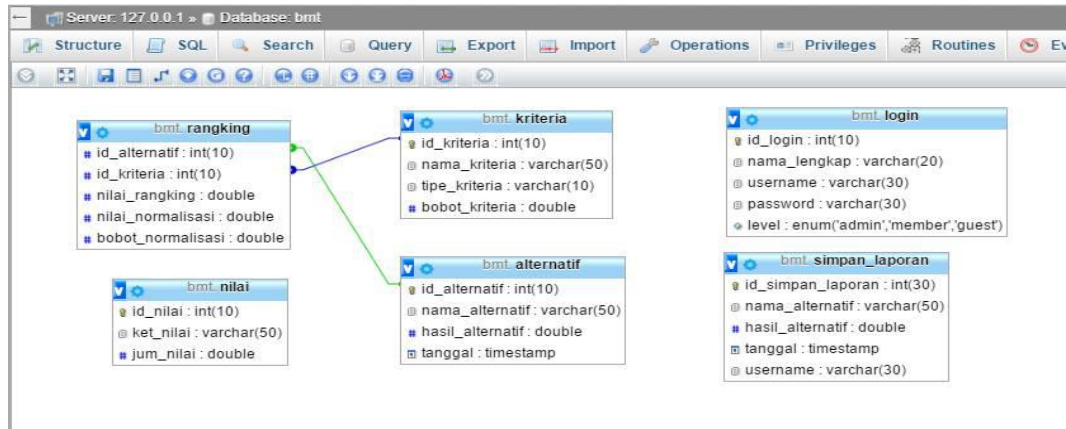 Server: 127.0.0.1 » Database: bmt
Structure SQL Search Query Export Import Operations Privileges Routines Ev
bmt. rangking
id_alternatif : int(10)
id_kriteria : int(10)
nilai_rangking : double
nilai_normalisasi : double
bobot_normalisasi : double
bmt. kriteria
id_kriteria : int(10)
nama_kriteria : varchar(50)
tipe_kriteria : varchar(10)
bobot_kriteria : double
bmt. login
id_login : int(10)
nama_lengkap : varchar(20)
username : varchar(30)
password : varchar(30)
level : enum('admin','member','guest')
bmt. nilai
id_nilai : int(10)
ket_nilai : varchar(50)
jum_nilai : double
bmt. alternatif
id_alternatif : int(10)
nama_alternatif : varchar(50)
hasil_alternatif : double
tanggal : timestamp
bmt. simpan_laporan
id_simpan_laporan : int(30)
nama_alternatif : varchar(50)
hasil_alternatif : double
tanggal : timestamp
username : varchar(30)